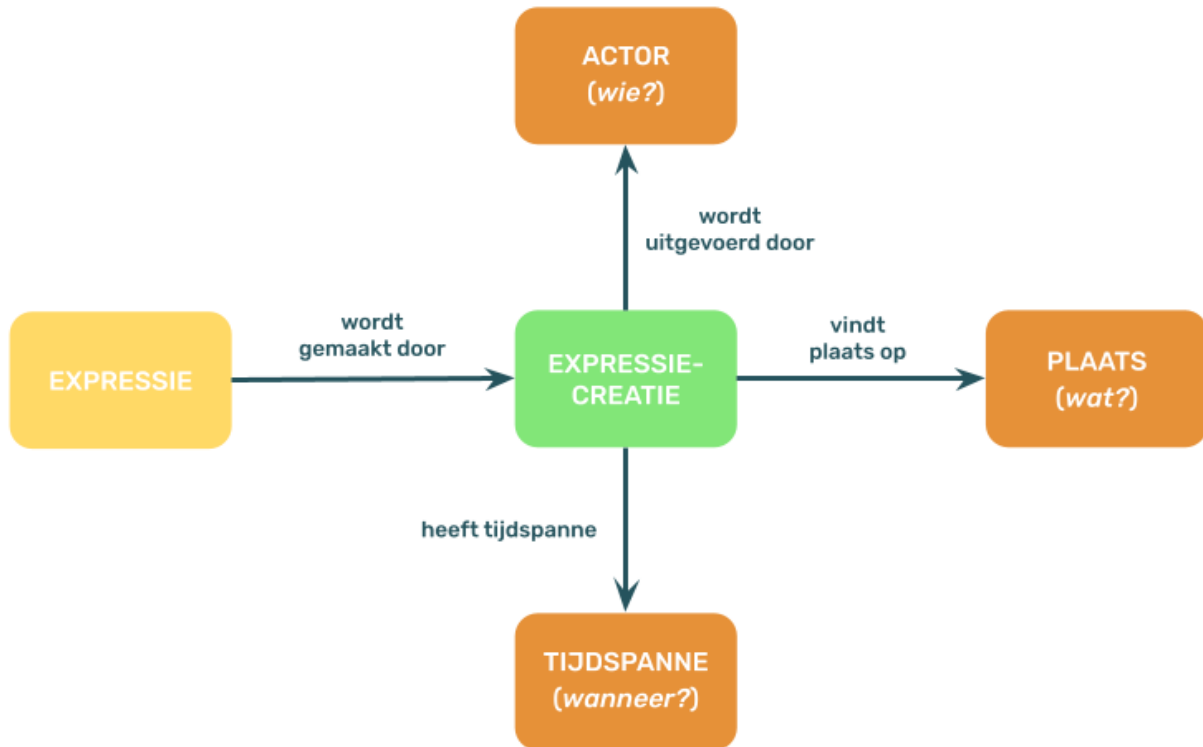 ACTOR
(wie?)
wordt
uitgevoerd door
wordt
gemaakt door
vindt
plaats op
EXPRESSIE
EXPRESSIE-
CREATIE
PLAATS
(wat?)
heeft tijdspanne
TIJDSPANNE
(wanneer?)